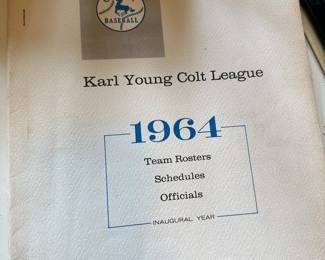 BASEBALL
Karl Young Colt League
1964
Team Rosters
Schedules
Officials
INAUGURAL YEAR